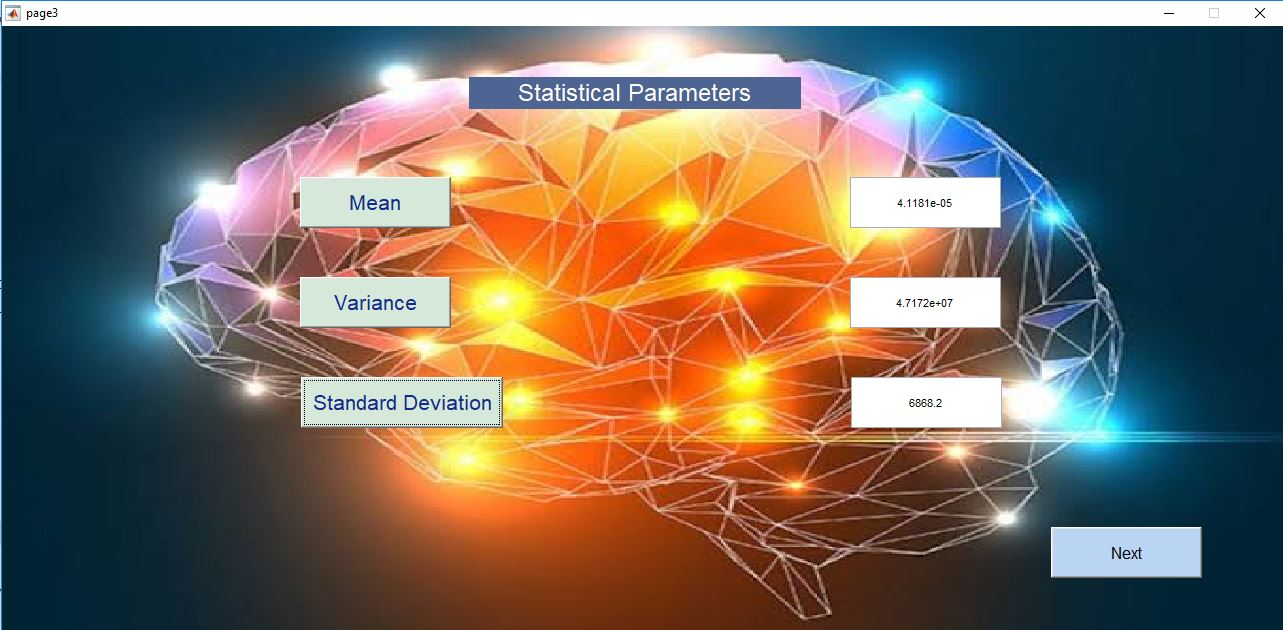 page3
Statistical Parameters
Mean
4.1181e-05
Variance
4.7172e+07
Standard Deviation
6868.2
Next